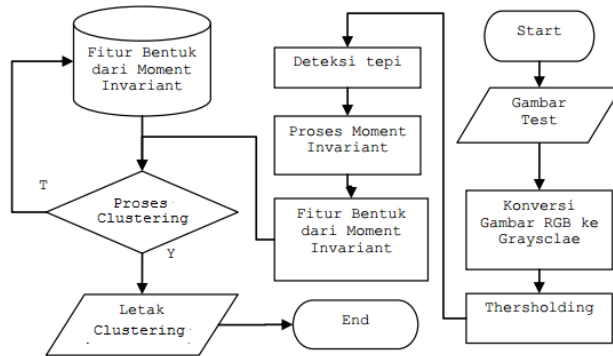 Start
Gambar
Test
Konversi
Gambar RGB ke
Graysclae
Thersholding
Deteksi tepi
Proses Moment
Invariant
Fitur Bentuk
dari Moment
Invariant
Fitur Bentuk
dari Moment
Invariant
T
Proses
Clustering
Y
Letak
Clustering
End